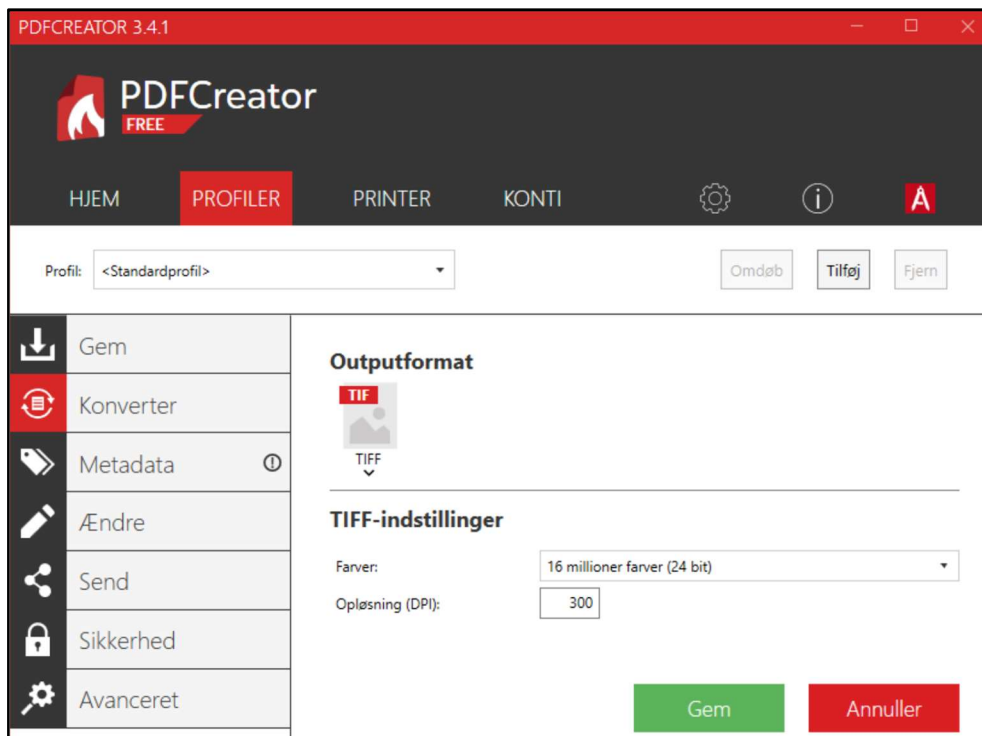 PDFCREATOR 3.4.1
PDFCreator
FREE
HJEM PROFILER PRINTER KONTI
Profil: <Standardprofil> Omdøb Tilføj Fjern
Gem
Konverter
Metadata
Ændre
Send
Sikkerhed
Avanceret
Outputformat
TIF
TIFF
TIFF-indstillinger
Farver: 16 millioner farver (24 bit)
Opløsning (DPI): 300
Gem Annuller